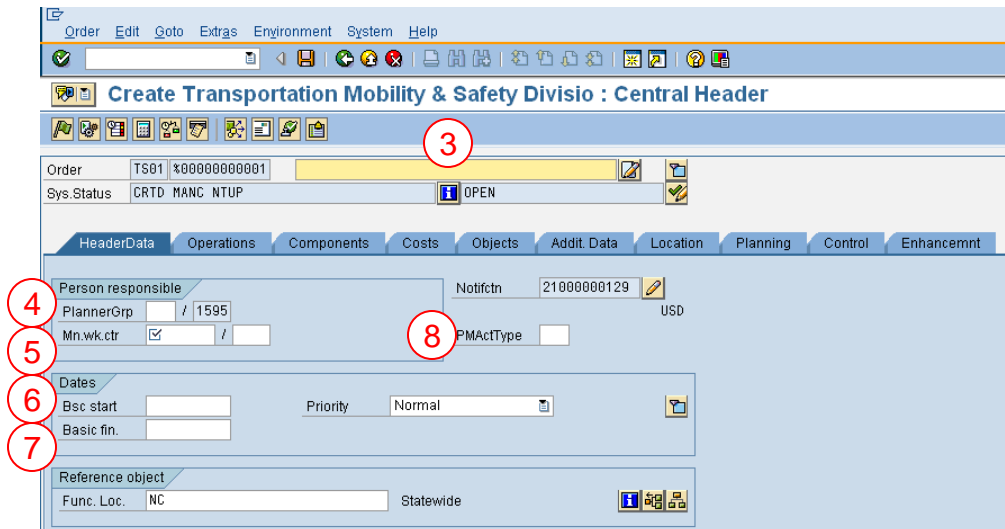 Order Edit Goto Extras Environment System Help
Create Transportation Mobility & Safety Divisio : Central Header
3
Order TS01 %00000000001
Sys.Status CRTD MANC NTUP OPEN
HeaderData Operations Components Costs Objects Addit. Data Location Planning Control Enhancemnt
Person responsible
Notifctn 21000000129
4 PlannerGrp / 1595 USD
5 Mn.wk.ctr / 8 PMActType
Dates
6 Bsc start Priority Normal
7 Basic fin.
Reference object
Func. Loc. NC Statewide